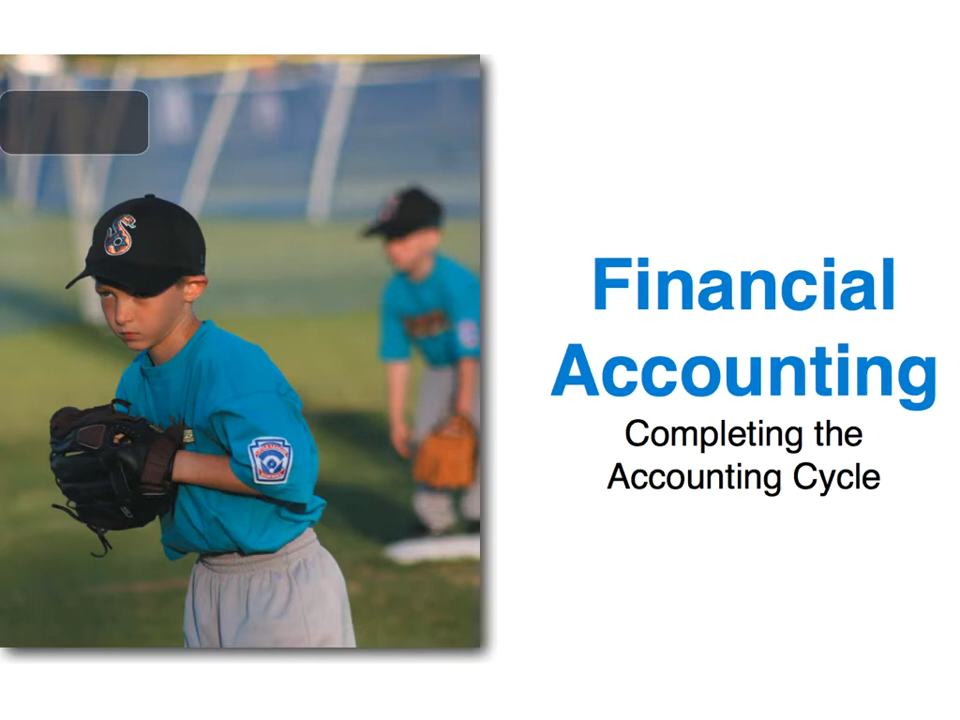 Financial
Accounting
Completing the
Accounting Cycle